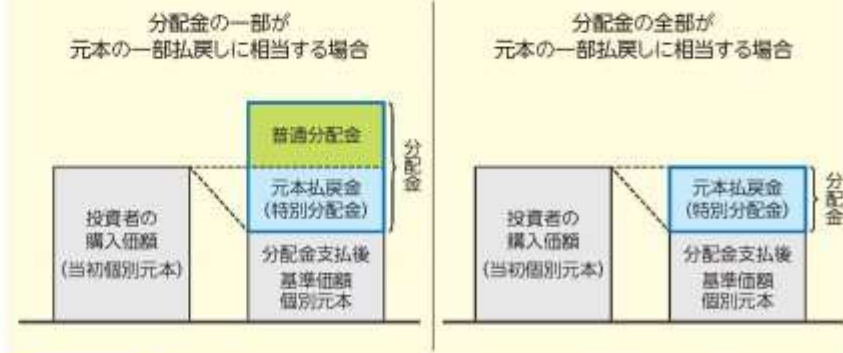 分配金の一部が
元本の一部払戻しに相当する場合
普通分配金
元本払戻金
(特別分配金)
分配金
投資者の
購入価額
(当初個別元本)
分配金支払後
基準価額
個別元本
分配金の全部が
元本の一部払戻しに相当する場合
元本払戻金
(特別分配金)
分配金
投資者の
購入価額
(当初個別元本)
分配金支払後
基準価額
個別元本